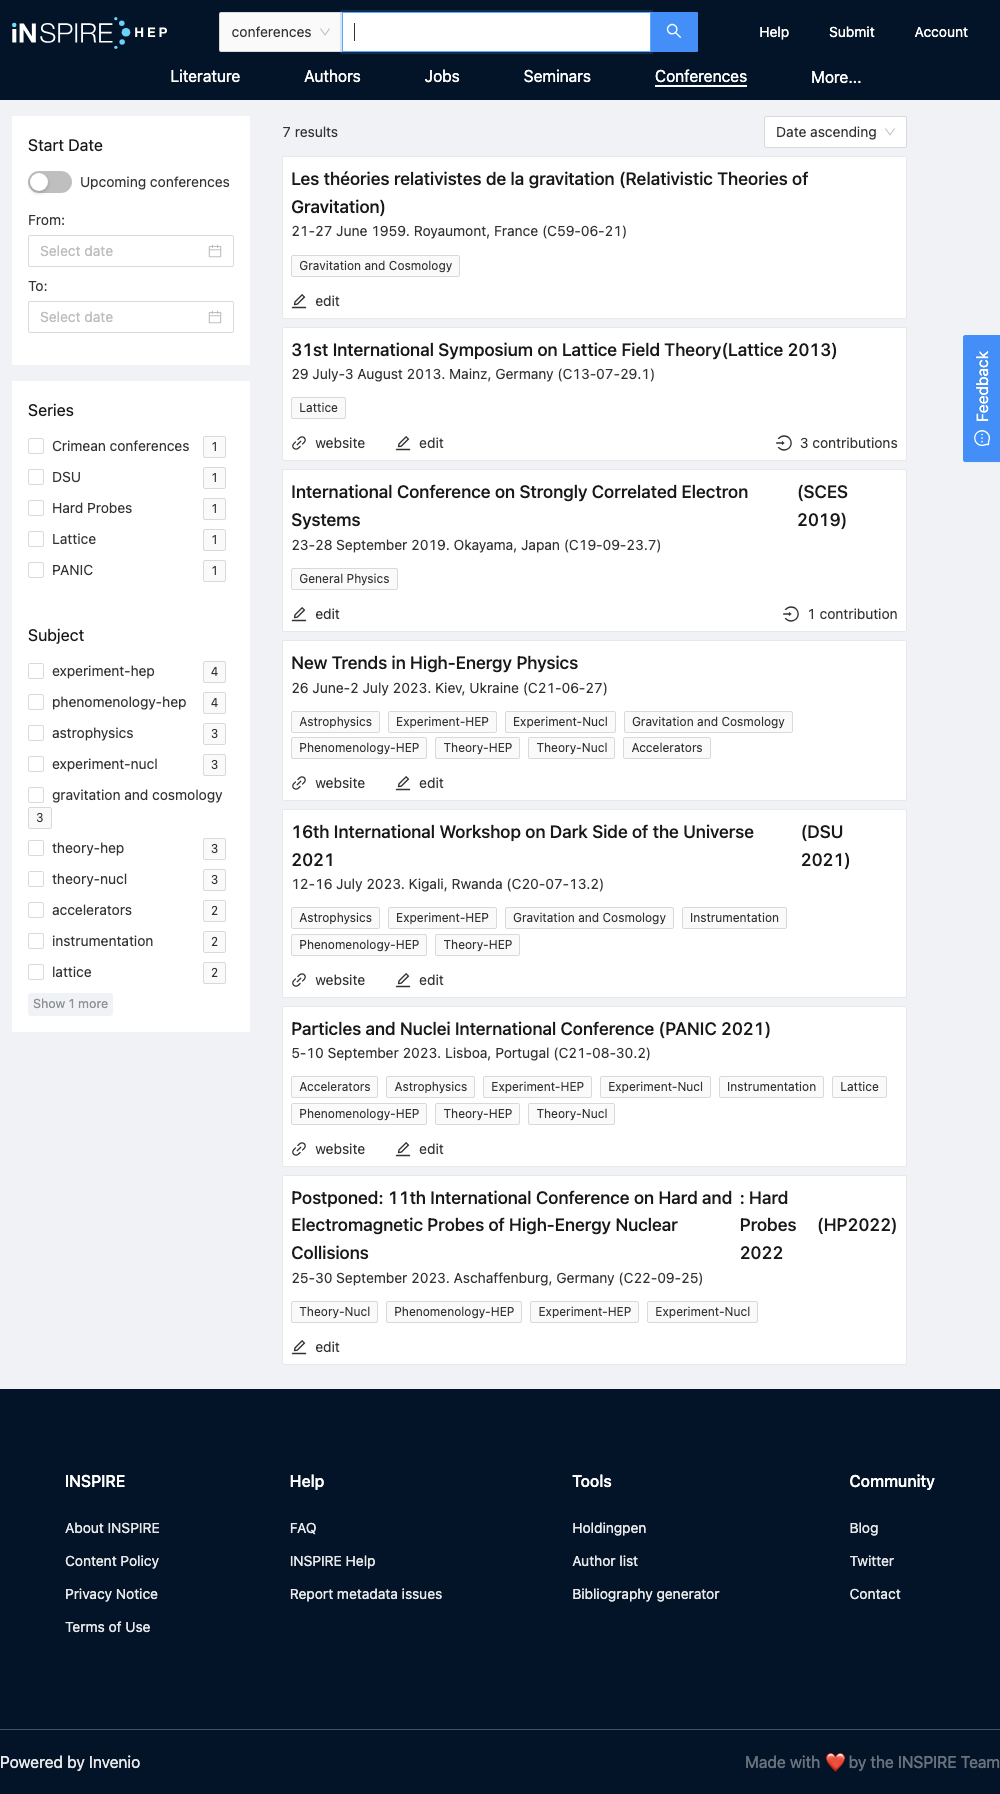 iNSPIRE HEP
conferences
Help
Submit
Account
Literature
Authors
Jobs
Seminars
Conferences
More...
Start Date
Upcoming conferences
From:
Select date
To:
Select date
Series
Crimean conferences 1
DSU 1
Hard Probes 1
Lattice 1
PANIC 1
Subject
experiment-hep 4
phenomenology-hep 4
astrophysics 3
experiment-nucl 3
gravitation and cosmology
3
theory-hep 3
theory-nucl 3
accelerators 2
instrumentation 2
lattice 2
Show 1 more
7 results
Date ascending
Les théories relativistes de la gravitation (Relativistic Theories of
Gravitation)
21-27 June 1959. Royaumont, France (C59-06-21)
Gravitation and Cosmology
edit
31st International Symposium on Lattice Field Theory(Lattice 2013)
29 July-3 August 2013. Mainz, Germany (C13-07-29.1)
Lattice
website edit 3 contributions
International Conference on Strongly Correlated Electron (SCES
Systems 2019)
23-28 September 2019. Okayama, Japan (C19-09-23.7)
General Physics
edit 1 contribution
New Trends in High-Energy Physics
26 June-2 July 2023. Kiev, Ukraine (C21-06-27)
Astrophysics Experiment-HEP Experiment-Nucl Gravitation and Cosmology
Phenomenology-HEP Theory-HEP Theory-Nucl Accelerators
website edit
16th International Workshop on Dark Side of the Universe (DSU
2021 2021)
12-16 July 2023. Kigali, Rwanda (C20-07-13.2)
Astrophysics Experiment-HEP Gravitation and Cosmology Instrumentation
Phenomenology-HEP Theory-HEP
website edit
Particles and Nuclei International Conference (PANIC 2021)
5-10 September 2023. Lisboa, Portugal (C21-08-30.2)
Accelerators Astrophysics Experiment-HEP Experiment-Nucl Instrumentation Lattice
Phenomenology-HEP Theory-HEP Theory-Nucl
website edit
Postponed: 11th International Conference on Hard and : Hard
Electromagnetic Probes of High-Energy Nuclear Probes (HP2022)
Collisions 2022
25-30 September 2023. Aschaffenburg, Germany (C22-09-25)
Theory-Nucl Phenomenology-HEP Experiment-HEP Experiment-Nucl
edit
Feedback
INSPIRE
About INSPIRE
Content Policy
Privacy Notice
Terms of Use
Help
FAQ
INSPIRE Help
Report metadata issues
Tools
Holdingpen
Author list
Bibliography generator
Community
Blog
Twitter
Contact
Powered by Invenio
Made with ❤️ by the INSPIRE Team